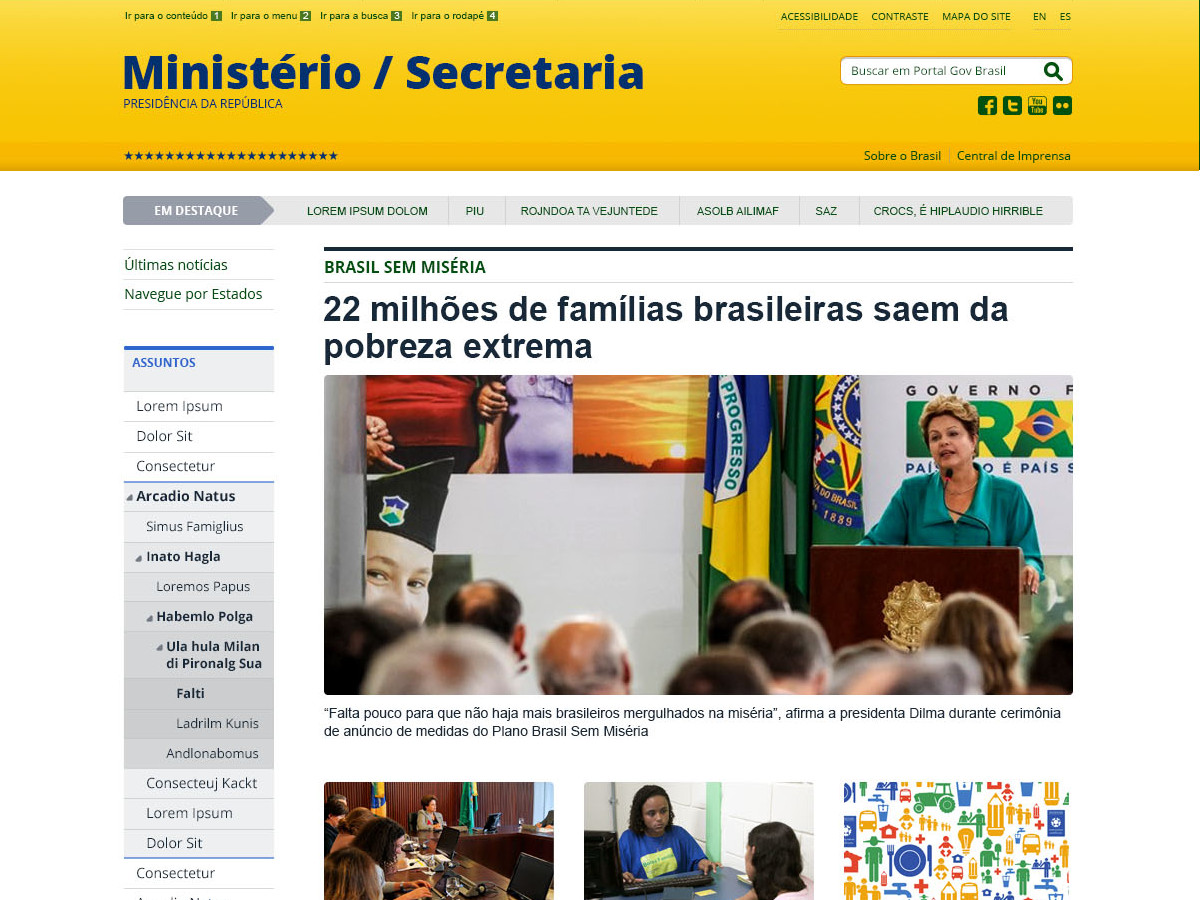 Ir para o conteúdo 1 Ir para o menu 2 Ir para a busca 3 Ir para o rodapé 4
ACESSIBILIDADE CONTRASTE MAPA DO SITE EN ES
Ministério / Secretaria
PRESIDÊNCIA DA REPÚBLICA
Buscar em Portal Gov Brasil
You
Tube
Sobre o Brasil Central de Imprensa
EM DESTAQUE LOREM IPSUM DOLOM PIU ROJNDOA TA VEJUNTEDE ASOLB AILIMAF SAZ CROCS, É HIPLAUDIO HIRRIBLE
Últimas notícias
Navegue por Estados
ASSUNTOS
Lorem Ipsum
Dolor Sit
Consectetur
Arcadio Natus
Simus Famiglius
Inato Hagla
Loremos Papus
Habemlo Polga
Ula hula Milan
di Pironalg Sua
Falti
Ladrilm Kunis
Andlonabomus
Consecteuj Kackt
Lorem Ipsum
Dolor Sit
Consectetur
BRASIL SEM MISÉRIA
22 milhões de famílias brasileiras saem da
pobreza extrema
PROGRESSO
1889
GOVERNO F
BRA
PAÍS
O É PAÍS S
“Falta pouco para que não haja mais brasileiros mergulhados na miséria”, afirma a presidenta Dilma durante cerimônia
de anúncio de medidas do Plano Brasil Sem Miséria